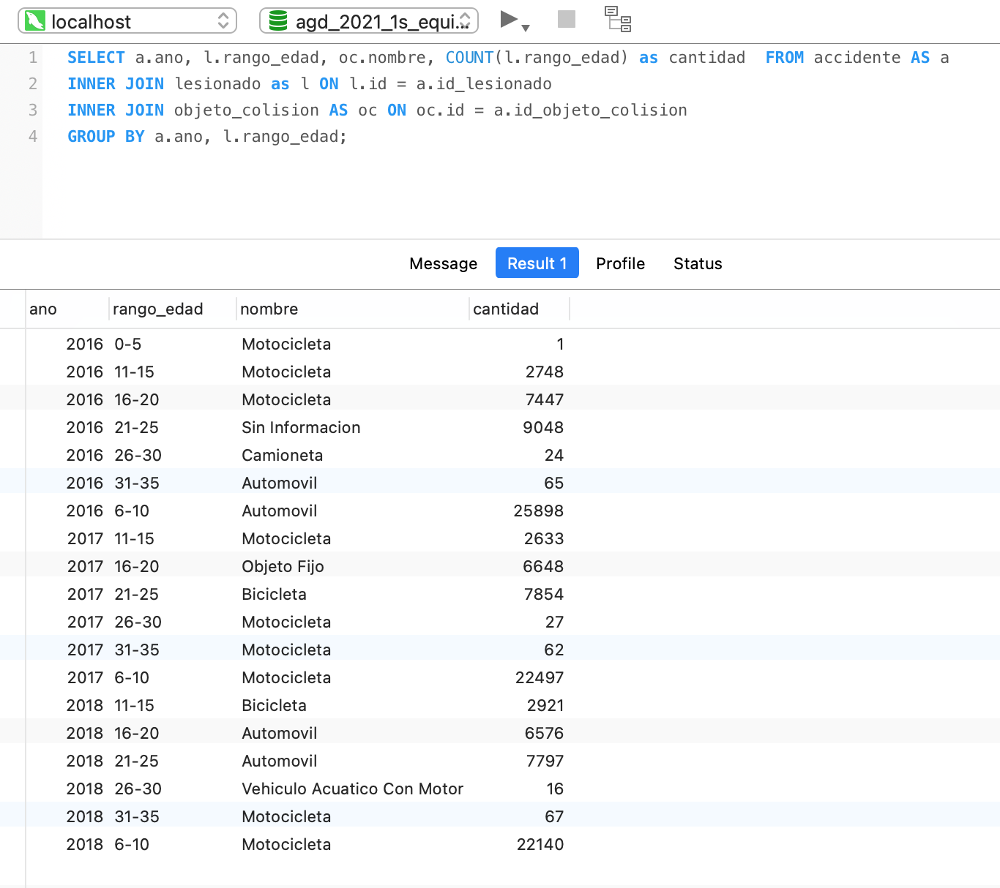 localhost agd_2021_1s_equi...
1 SELECT a.ano, l.rango_edad, oc.nombre, COUNT(l.rango_edad) as cantidad  FROM accidente AS a
2 INNER JOIN lesionado as l ON l.id = a.id_lesionado
3 INNER JOIN objeto_colision AS oc ON oc.id = a.id_objeto_colision
4 GROUP BY a.ano, l.rango_edad;
Message Result 1 Profile Status
ano rango_edad nombre cantidad
2016 0-5 Motocicleta 1
2016 11-15 Motocicleta 2748
2016 16-20 Motocicleta 7447
2016 21-25 Sin Informacion 9048
2016 26-30 Camioneta 24
2016 31-35 Automovil 65
2016 6-10 Automovil 25898
2017 11-15 Motocicleta 2633
2017 16-20 Objeto Fijo 6648
2017 21-25 Bicicleta 7854
2017 26-30 Motocicleta 27
2017 31-35 Motocicleta 62
2017 6-10 Motocicleta 22497
2018 11-15 Bicicleta 2921
2018 16-20 Automovil 6576
2018 21-25 Automovil 7797
2018 26-30 Vehiculo Acuatico Con Motor 16
2018 31-35 Motocicleta 67
2018 6-10 Motocicleta 22140